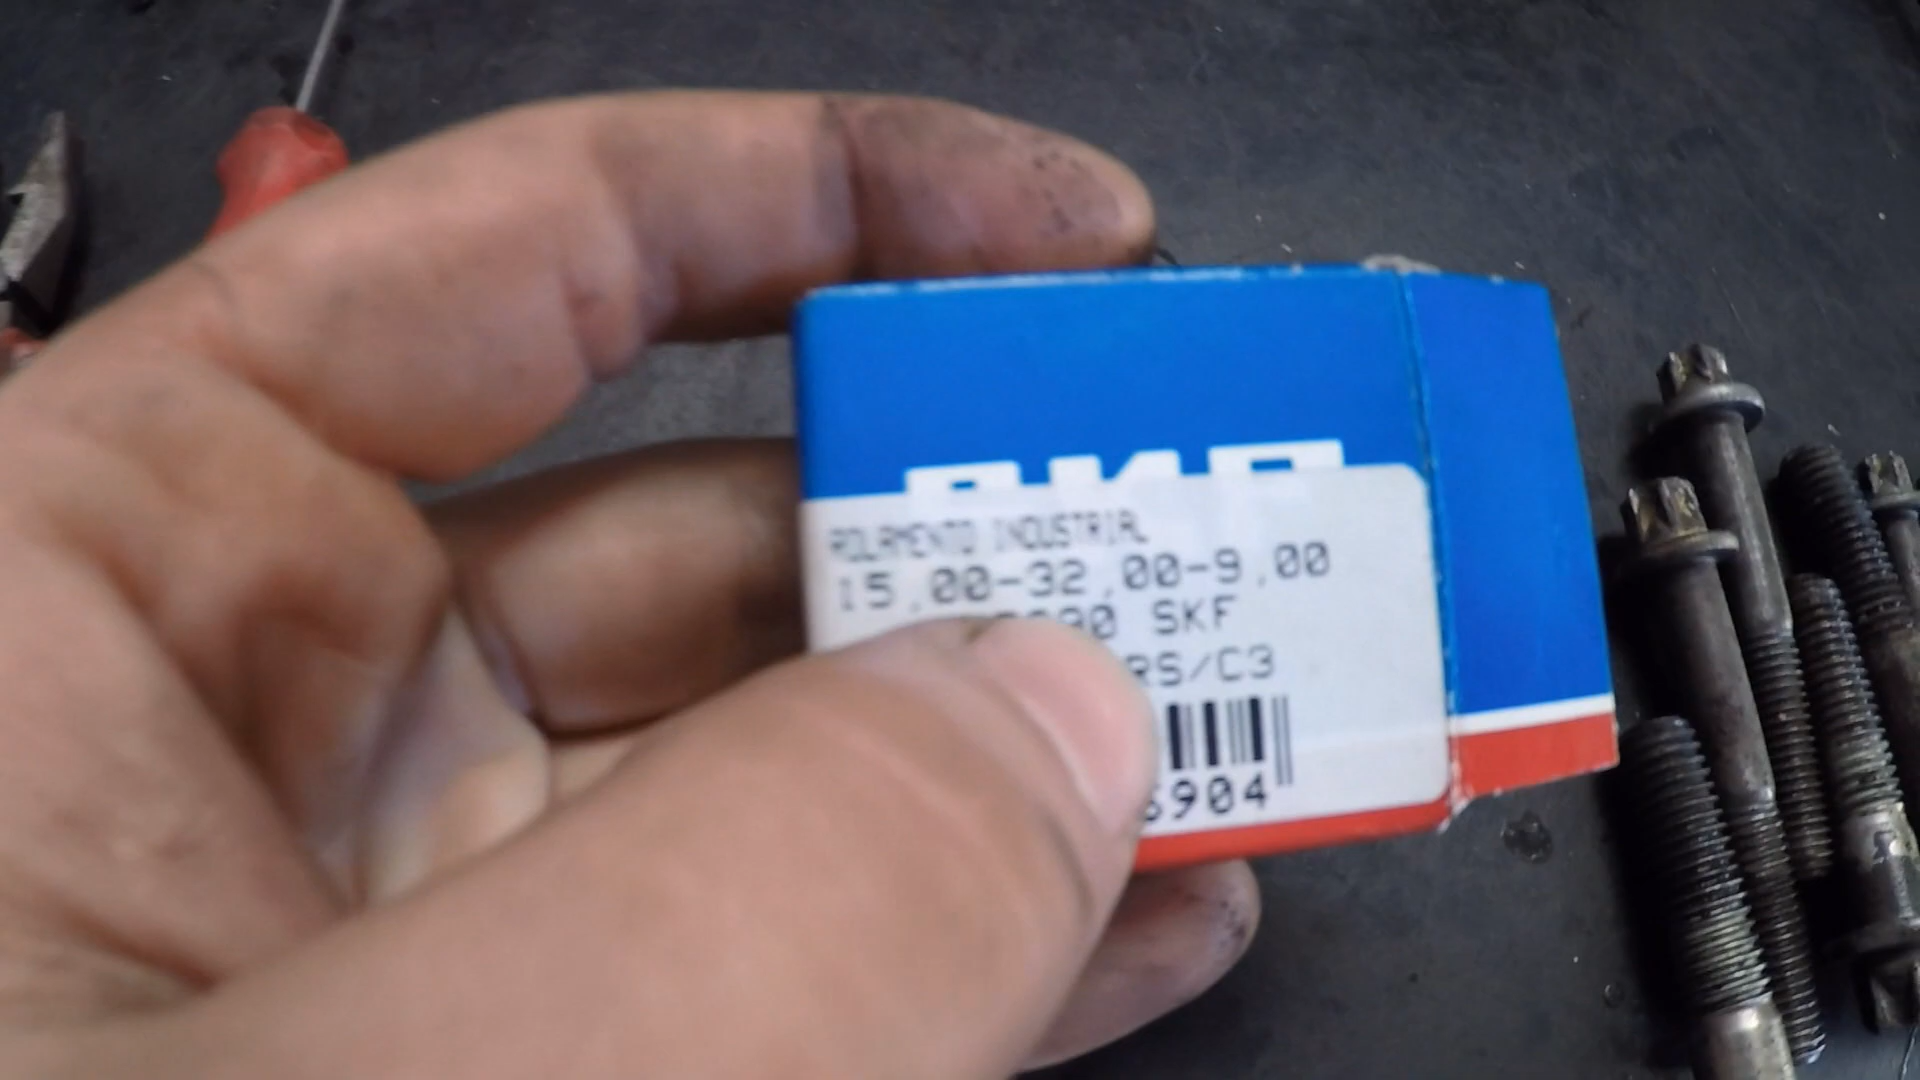 ROLAMENTO INDUSTRIAL
15,00-32,00-9,00
SKF
RS/C3
6904